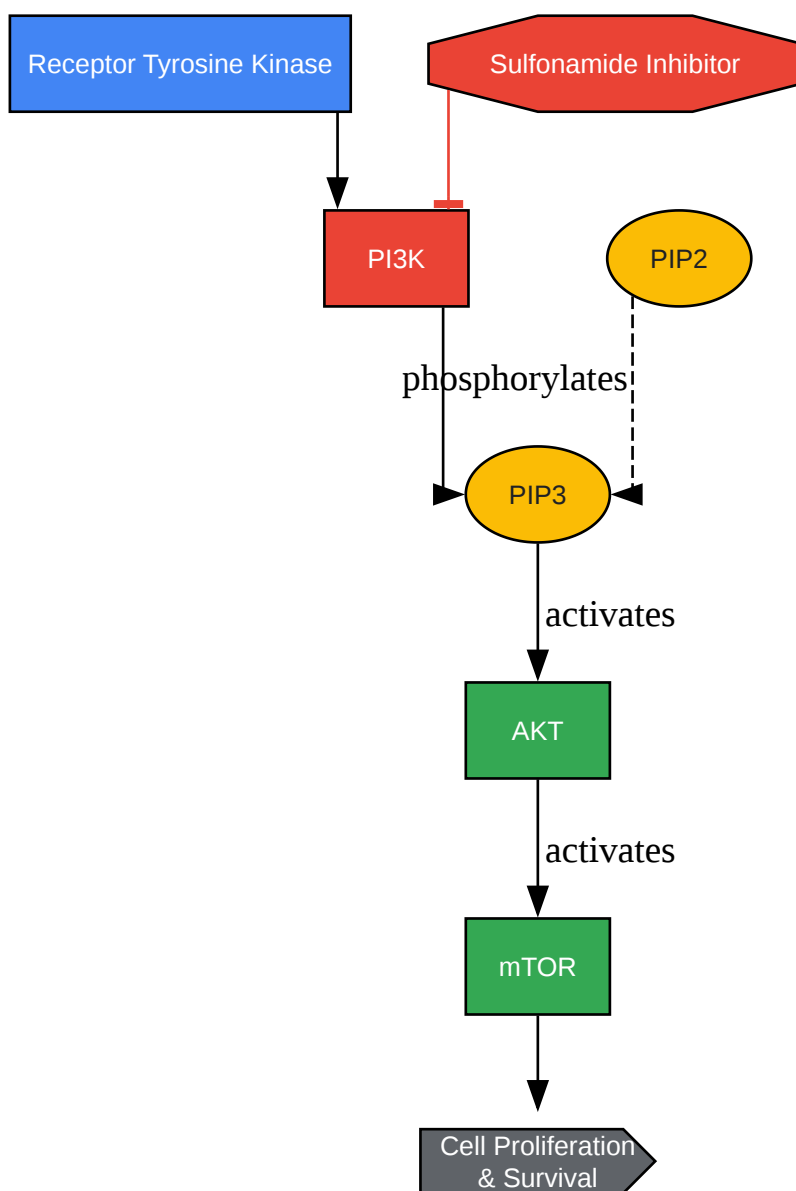 Receptor Tyrosine Kinase
Sulfonamide Inhibitor
PI3K
PIP2
phosphorylates
PIP3
activates
AKT
activates
mTOR
Cell Proliferation
& Survival